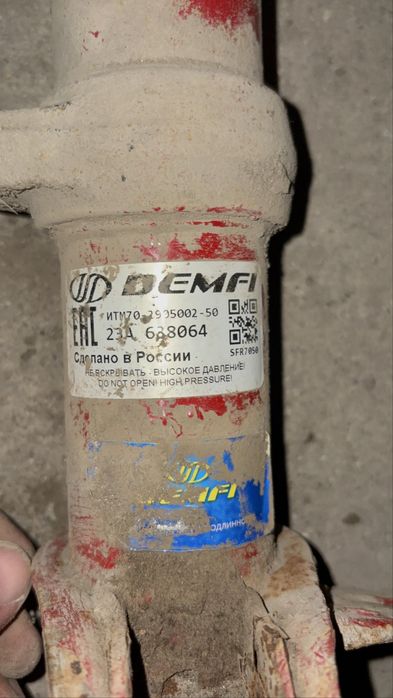 DEMFI
EAC
ИТМ70-2905002-50
23А 638064
Сделано в России
SFR7050
НЕ ВСКРЫВАТЬ - ВЫСОКОЕ ДАВЛЕНИЕ!
DO NOT OPEN! HIGH PRESSURE!
DEMFI